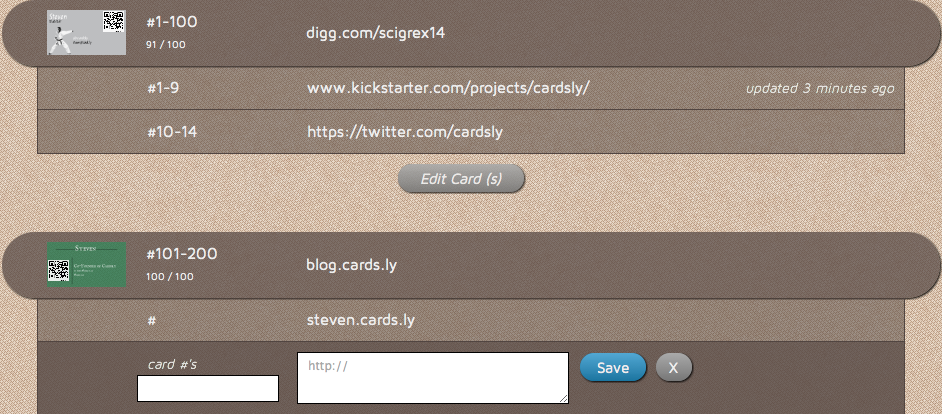 Steven
#1-100
91 / 100
digg.com/scigrex14
#1-9
www.kickstarter.com/projects/cardsly/
updated 3 minutes ago
#10-14
https://twitter.com/cardsly
Edit Card (s)
Steven
#101-200
100 / 100
blog.cards.ly
#
steven.cards.ly
card #'s
http://
Save
X